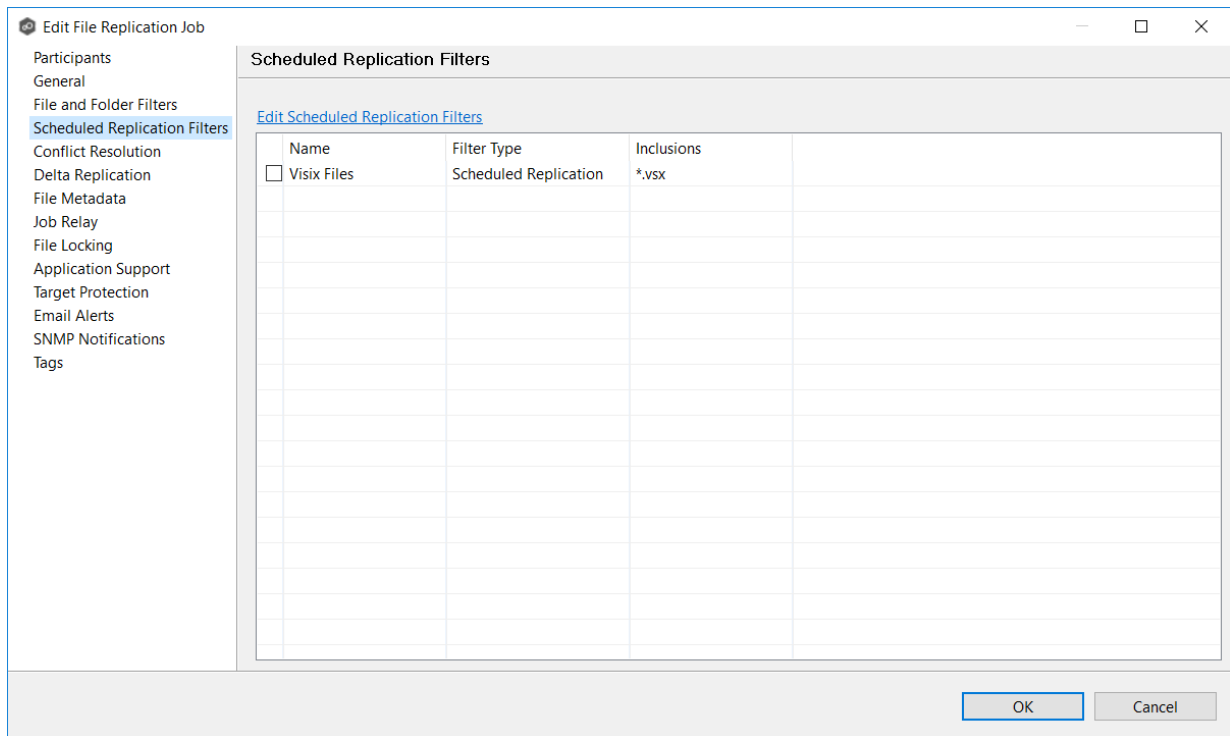 Edit File Replication Job
Participants
General
File and Folder Filters
Scheduled Replication Filters
Conflict Resolution
Delta Replication
File Metadata
Job Relay
File Locking
Application Support
Target Protection
Email Alerts
SNMP Notifications
Tags
Scheduled Replication Filters
Edit Scheduled Replication Filters
Name Filter Type Inclusions
Visix Files Scheduled Replication *.vsx
OK Cancel